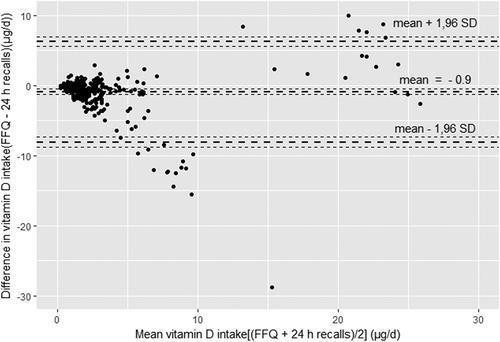 Difference in vitamin D intake(FFQ - 24 h recalls)(µg/d)
10
0
-10
-20
-30
mean + 1,96 SD
mean = - 0.9
mean - 1,96 SD
0
10
20
30
Mean vitamin D intake[(FFQ + 24 h recalls)/2] (µg/d)